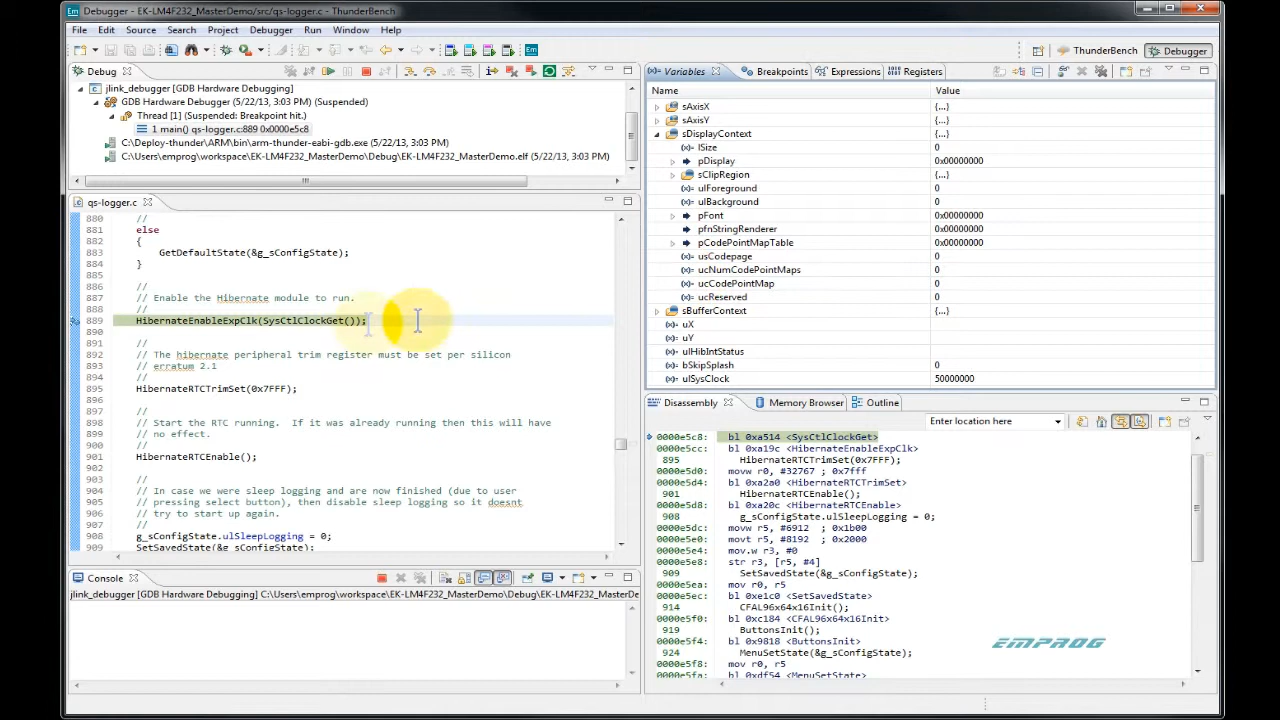 Debugger - EK-LM4F232_MasterDemo/src/qs-logger.c - ThunderBench
File Edit Source Search Project Debugger Run Window Help
Em
ThunderBench Debugger
Debug
jlink_debugger [GDB Hardware Debugging]
GDB Hardware Debugger (5/22/13, 3:03 PM) (Suspended)
Thread [1] (Suspended: Breakpoint hit.)
1 main() qs-logger.c:889 0x0000e5c8
C:\Deploy-thunder\ARM\bin\arm-thunder-eabi-gdb.exe (5/22/13, 3:03 PM)
C:\Users\emprog\workspace\EK-LM4F232_MasterDemo\Debug\EK-LM4F232_MasterDemo.elf (5/22/13, 3:03 PM)
qs-logger.c
880 //
881 else
882 {
883 GetDefaultState(&g_sConfigState);
884 }
885
886 //
887 // Enable the Hibernate module to run.
888 //
889 HibernateEnableExpClk(SysCtlClockGet());
890
891 //
892 // The hibernate peripheral trim register must be set per silicon
893 // erratum 2.1
894 //
895 HibernateRTCTrimSet(0x7FFF);
896
897 //
898 // Start the RTC running. If it was already running then this will have
899 // no effect.
900 //
901 HibernateRTCEnable();
902
903 //
904 // In case we were sleep logging and are now finished (due to user
905 // pressing select button), then disable sleep logging so it doesnt
906 // try to start up again.
907 //
908 g_sConfigState.ulSleepLogging = 0;
909 SetSavedState(&g_sConfigState);
Console
jlink_debugger [GDB Hardware Debugging] C:\Users\emprog\workspace\EK-LM4F232_MasterDemo\Debug\EK-LM4F232_MasterDe
Variables Breakpoints Expressions Registers
Name Value
sAxisX {...}
sAxisY {...}
sDisplayContext {...}
lSize 0
pDisplay 0x00000000
sClipRegion {...}
ulForeground 0
ulBackground 0
pFont 0x00000000
pfnStringRenderer 0x00000000
pCodePointMapTable 0x00000000
usCodepage 0
ucNumCodePointMaps 0
ucCodePointMap 0
ucReserved 0
sBufferContext {...}
uX
uY
ulHibIntStatus
bSkipSplash 0
ulSysClock 50000000
Disassembly Memory Browser Outline
Enter location here
0000e5c8: bl 0xa514 <SysCtlClockGet>
0000e5cc: bl 0xa19c <HibernateEnableExpClk>
895 HibernateRTCTrimSet(0x7FFF);
0000e5d0: movw r0, #32767 ; 0x7fff
0000e5d4: bl 0xa2a0 <HibernateRTCTrimSet>
901 HibernateRTCEnable();
0000e5d8: bl 0xa20c <HibernateRTCEnable>
908 g_sConfigState.ulSleepLogging = 0;
0000e5dc: movw r5, #6912 ; 0x1b00
0000e5e0: movt r5, #8192 ; 0x2000
0000e5e4: mov.w r3, #0
0000e5e8: str r3, [r5, #4]
909 SetSavedState(&g_sConfigState);
0000e5ea: mov r0, r5
0000e5ec: bl 0xe1c0 <SetSavedState>
914 CFAL96x64x16Init();
0000e5f0: bl 0xc184 <CFAL96x64x16Init>
919 ButtonsInit();
0000e5f4: bl 0x9818 <ButtonsInit>
924 MenuSetState(&g_sConfigState);
0000e5f8: mov r0, r5
0000e5fa: bl 0xdf54 <MenuSetState>
EMPROG